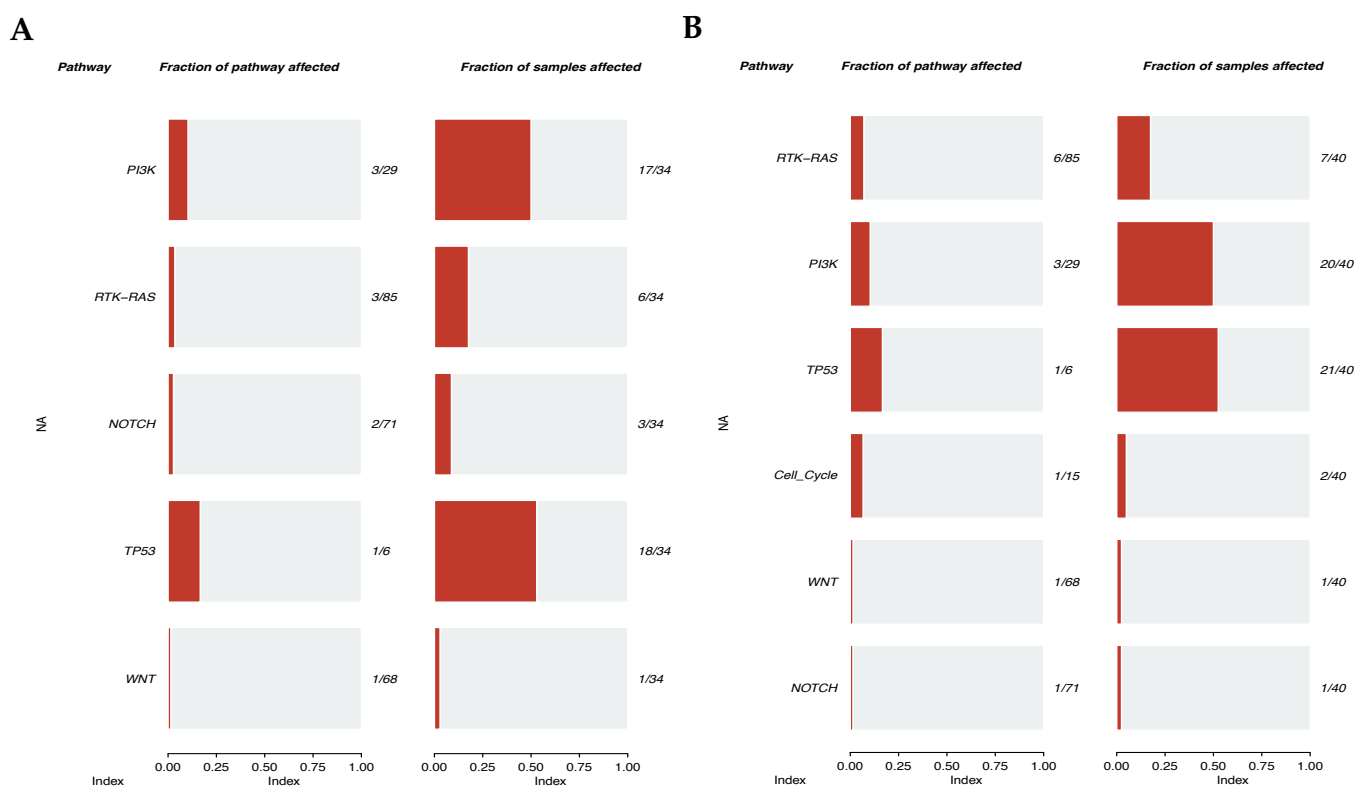 A
Pathway Fraction of pathway affected Fraction of samples affected
PI3K 3/29 17/34
RTK−RAS 3/85 6/34
NOTCH 2/71 3/34
NA
TP53 1/6 18/34
WNT 1/68 1/34
0.00 0.25 0.50 0.75 1.00 0.00 0.25 0.50 0.75 1.00
Index Index Index
B
Pathway Fraction of pathway affected Fraction of samples affected
RTK−RAS 6/85 7/40
PI3K 3/29 20/40
TP53 1/6 21/40
NA
Cell_Cycle 1/15 2/40
WNT 1/68 1/40
NOTCH 1/71 1/40
0.00 0.25 0.50 0.75 1.00 0.00 0.25 0.50 0.75 1.00
Index Index Index